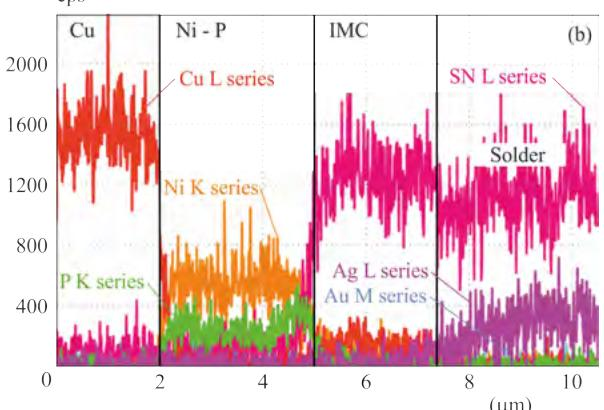 cps
Cu Ni - P IMC (b)
2000
Cu L series
SN L series
1600
Solder
1200
Ni K series
800
P K series
Ag L series
Au M series
400
0 2 4 6 8 10
(μm)